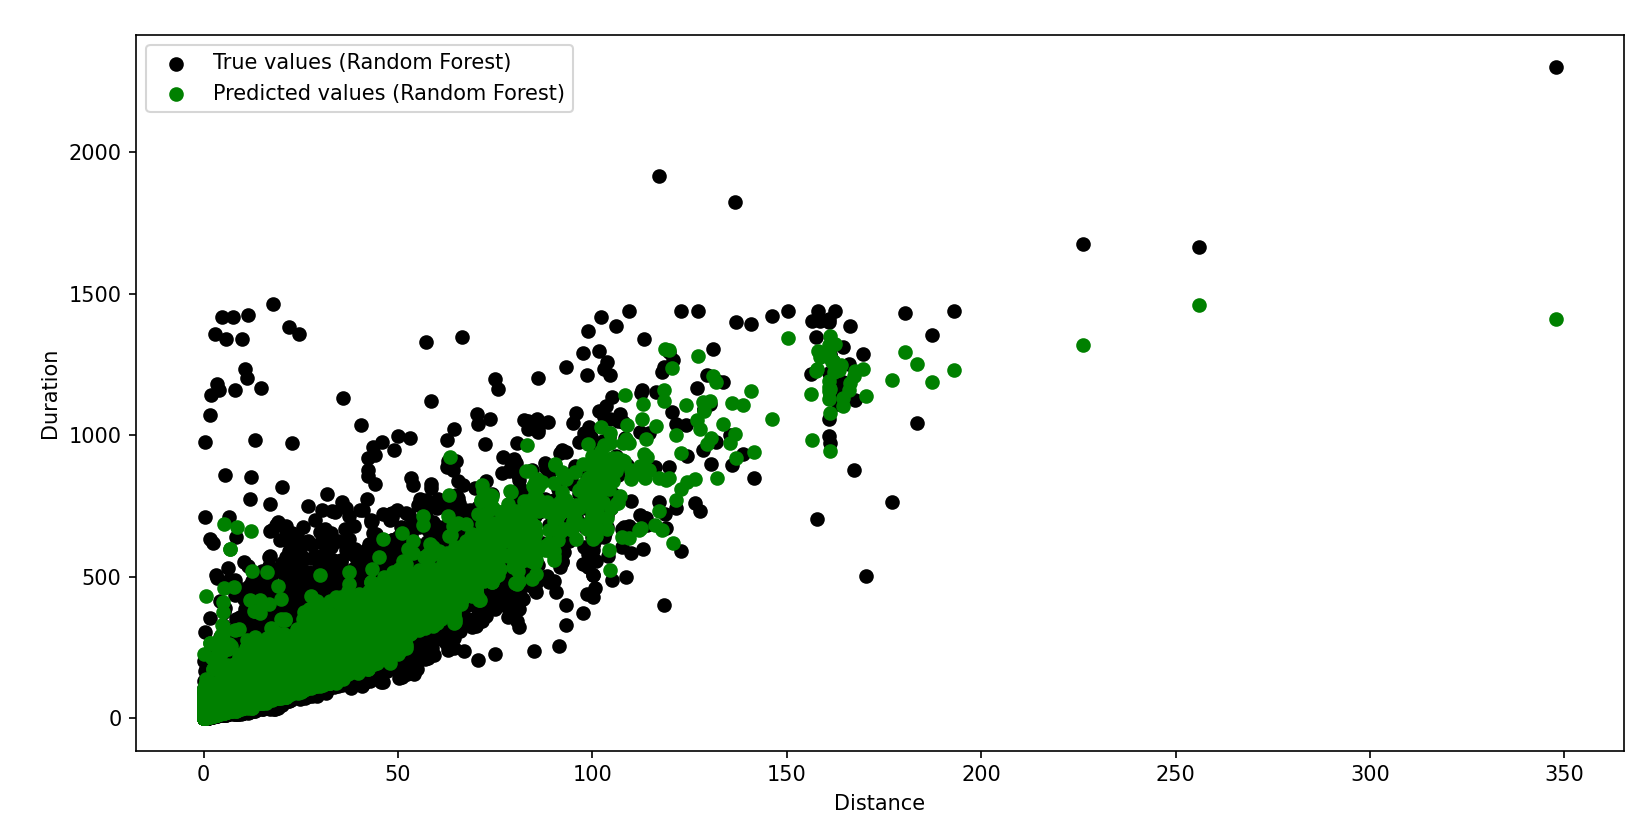 True values (Random Forest)
Predicted values (Random Forest)
2000
1500
1000
500
0
Duration
0 50 100 150 200 250 300 350
Distance